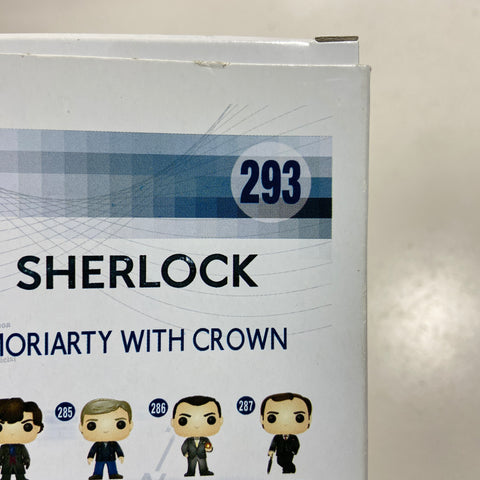 293
SHERLOCK
MORIARTY WITH CROWN
285 286 287